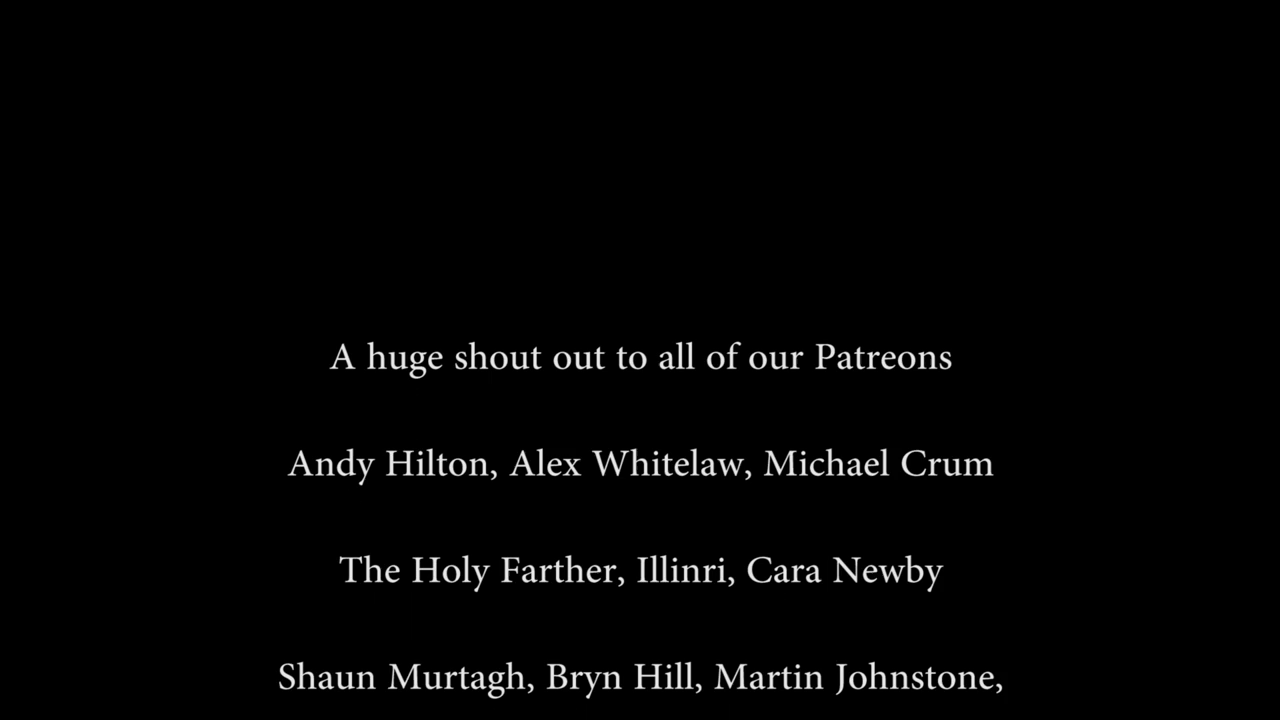 A huge shout out to all of our Patreons
Andy Hilton, Alex Whitelaw, Michael Crum
The Holy Farther, Illinri, Cara Newby
Shaun Murtagh, Bryn Hill, Martin Johnstone,